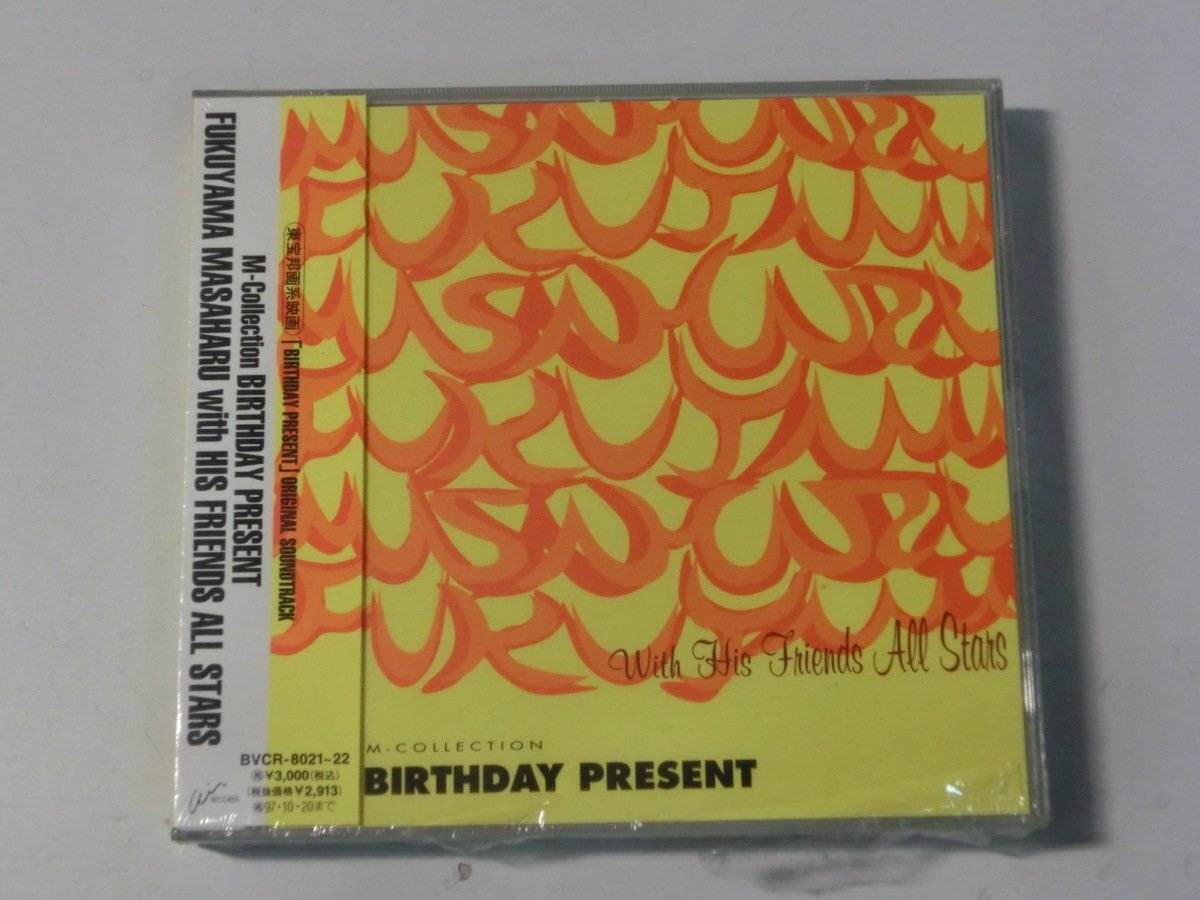 M-Collection BIRTHDAY PRESENT
FUKUYAMA MASAHARU with HIS FRIENDS ALL STARS
東宝邦画系映画「BIRTHDAY PRESENT」ORIGINAL SOUNDTRACK
BVCR-8021~22
¥3,000(税込)
(税抜価格¥2,913)
97・10・20まで
RECORDS
With His Friends All Stars
M-COLLECTION
BIRTHDAY PRESENT